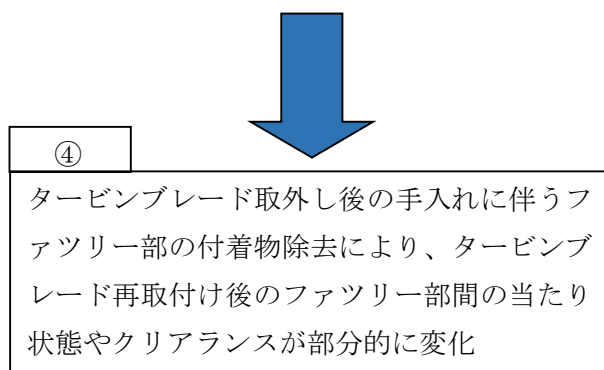 ④
タービンブレード取外し後の手入れに伴うフ
ァツリー部の付着物除去により、タービンブ
レード再取付け後のファツリー部間の当たり
状態やクリアランスが部分的に変化